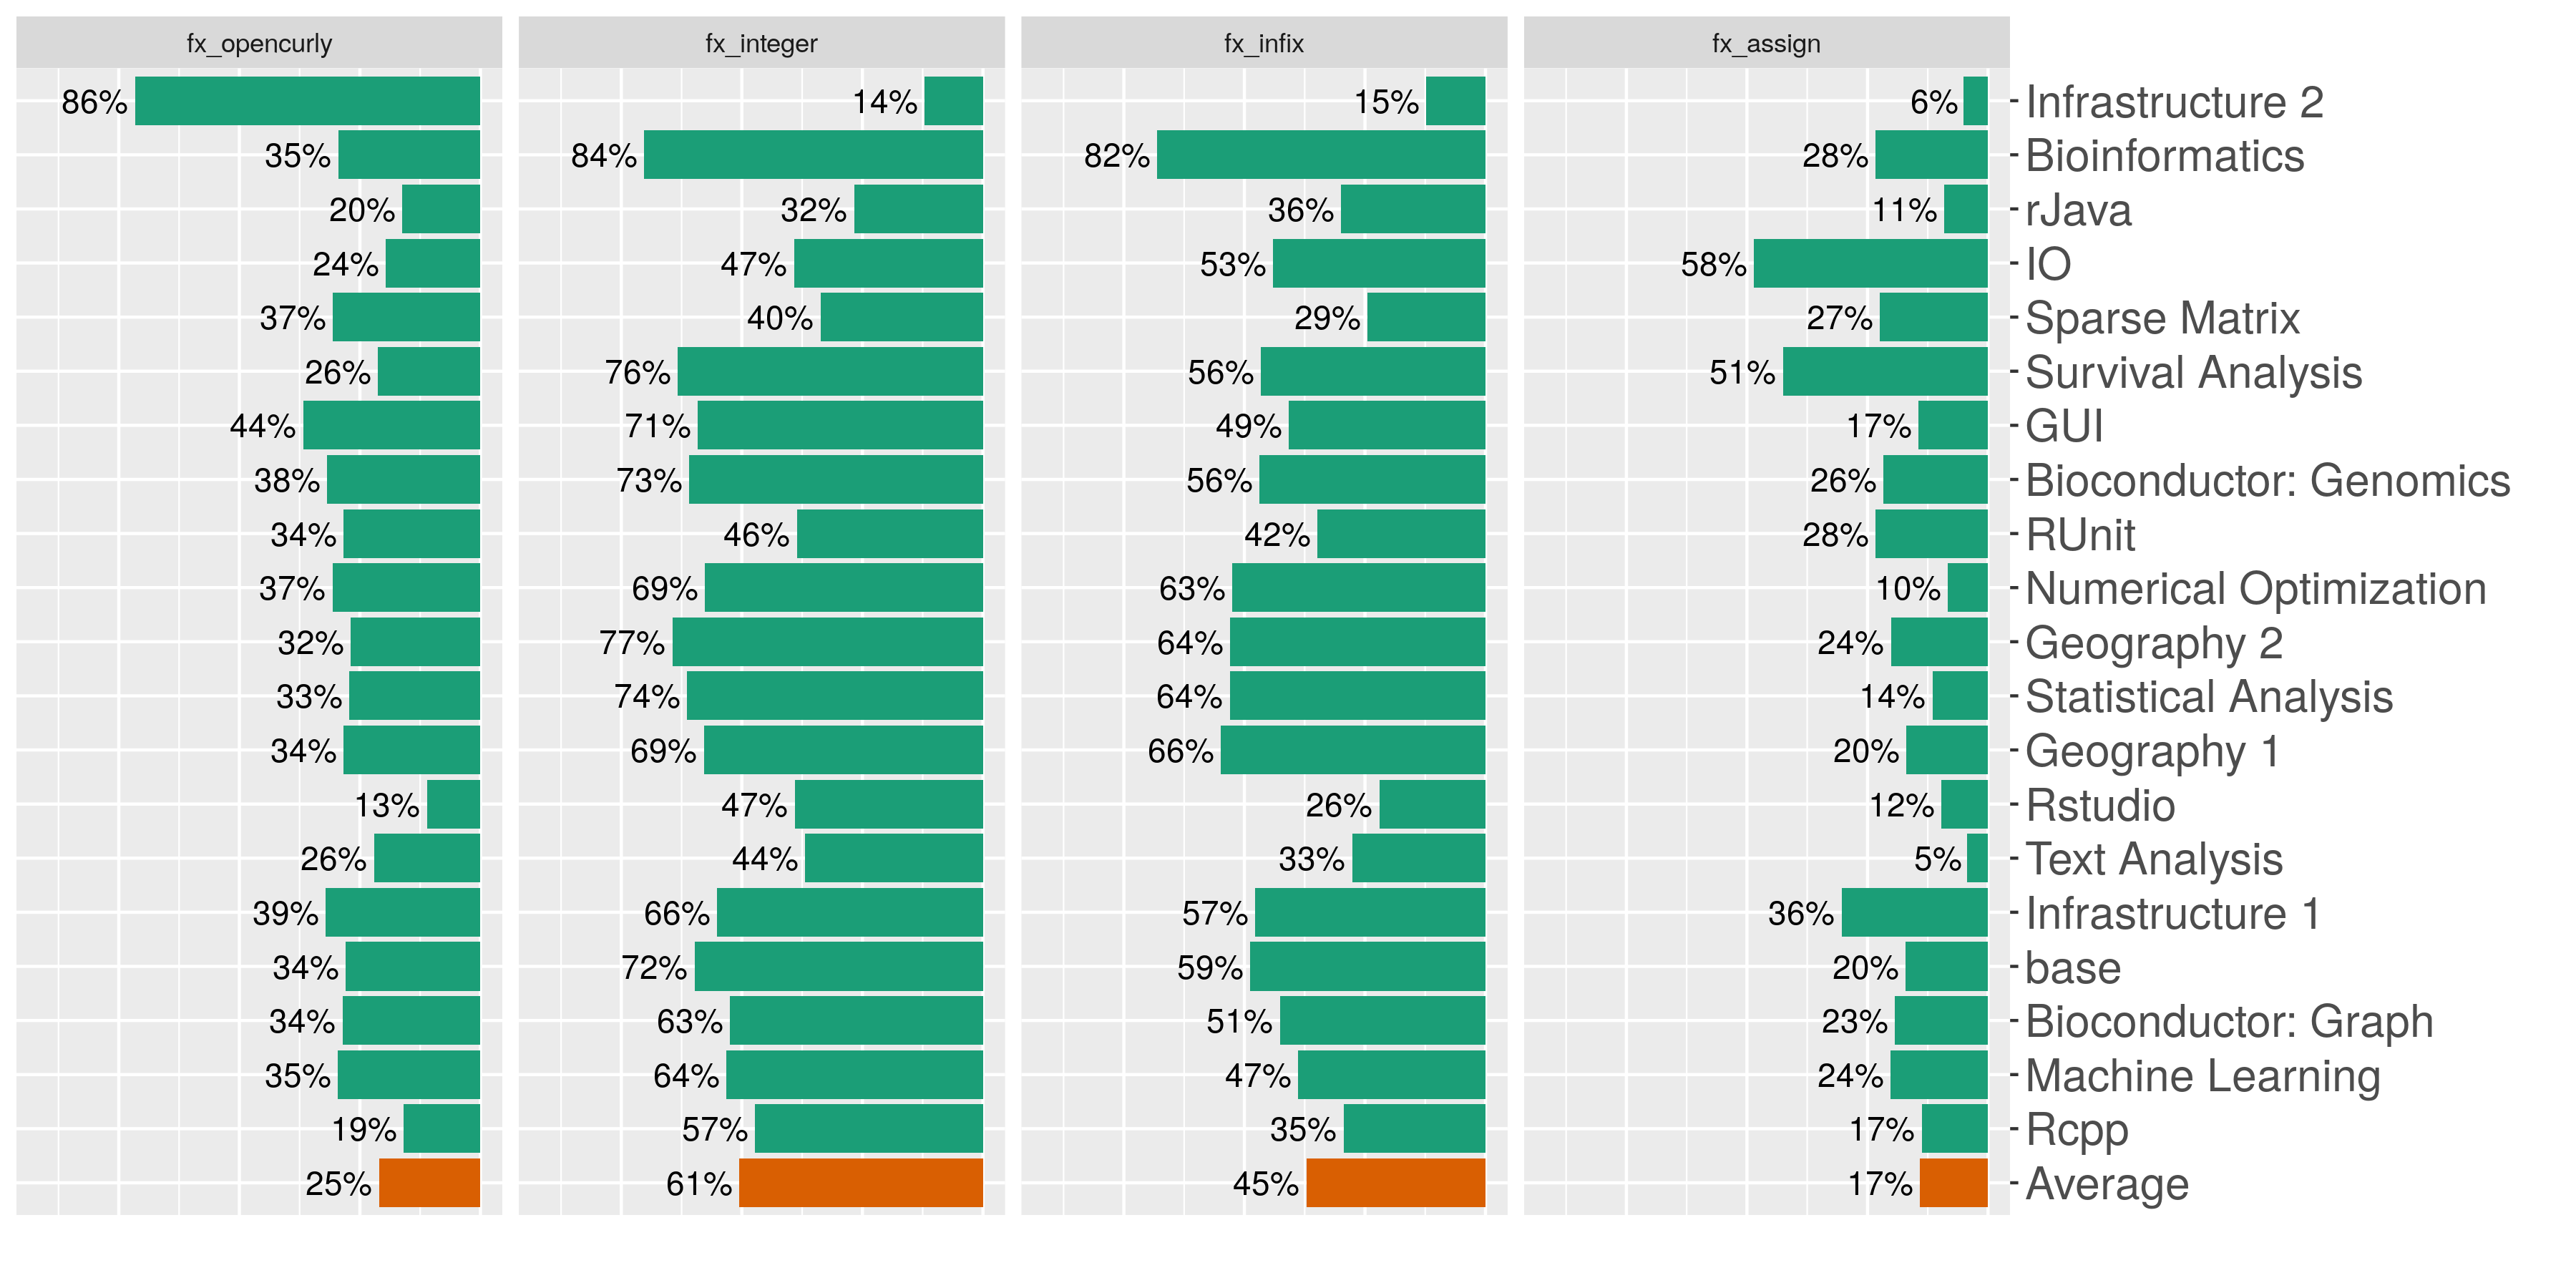 fx_opencurly fx_integer fx_infix fx_assign
86% 14% 15% 6% Infrastructure 2
35% 84% 82% 28% Bioinformatics
20% 32% 36% 11% rJava
24% 47% 53% 58% IO
37% 40% 29% 27% Sparse Matrix
26% 76% 56% 51% Survival Analysis
44% 71% 49% 17% GUI
38% 73% 56% 26% Bioconductor: Genomics
34% 46% 42% 28% RUnit
37% 69% 63% 10% Numerical Optimization
32% 77% 64% 24% Geography 2
33% 74% 64% 14% Statistical Analysis
34% 69% 66% 20% Geography 1
13% 47% 26% 12% Rstudio
26% 44% 33% 5% Text Analysis
39% 66% 57% 36% Infrastructure 1
34% 72% 59% 20% base
34% 63% 51% 23% Bioconductor: Graph
35% 64% 47% 24% Machine Learning
19% 57% 35% 17% Rcpp
25% 61% 45% 17% Average